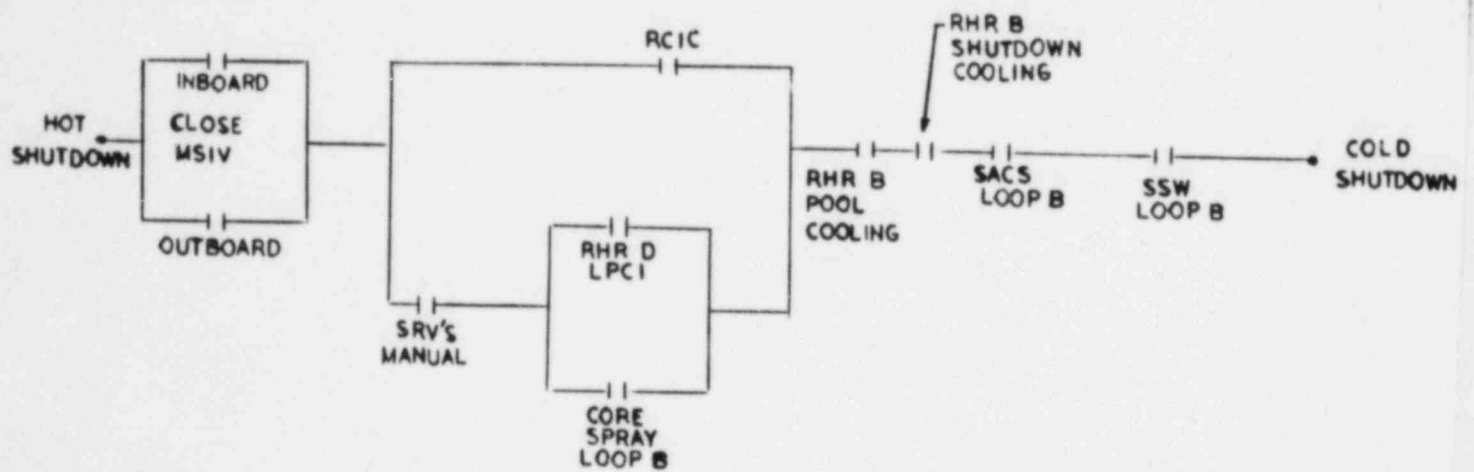 HOT
SHUTDOWN
INBOARD
CLOSE
MSIV
OUTBOARD
RCIC
SRV'S
MANUAL
RHR D
LPCI
CORE
SPRAY
LOOP B
RHR B
POOL
COOLING
RHR B
SHUTDOWN
COOLING
SACS
LOOP B
SSW
LOOP B
COLD
SHUTDOWN